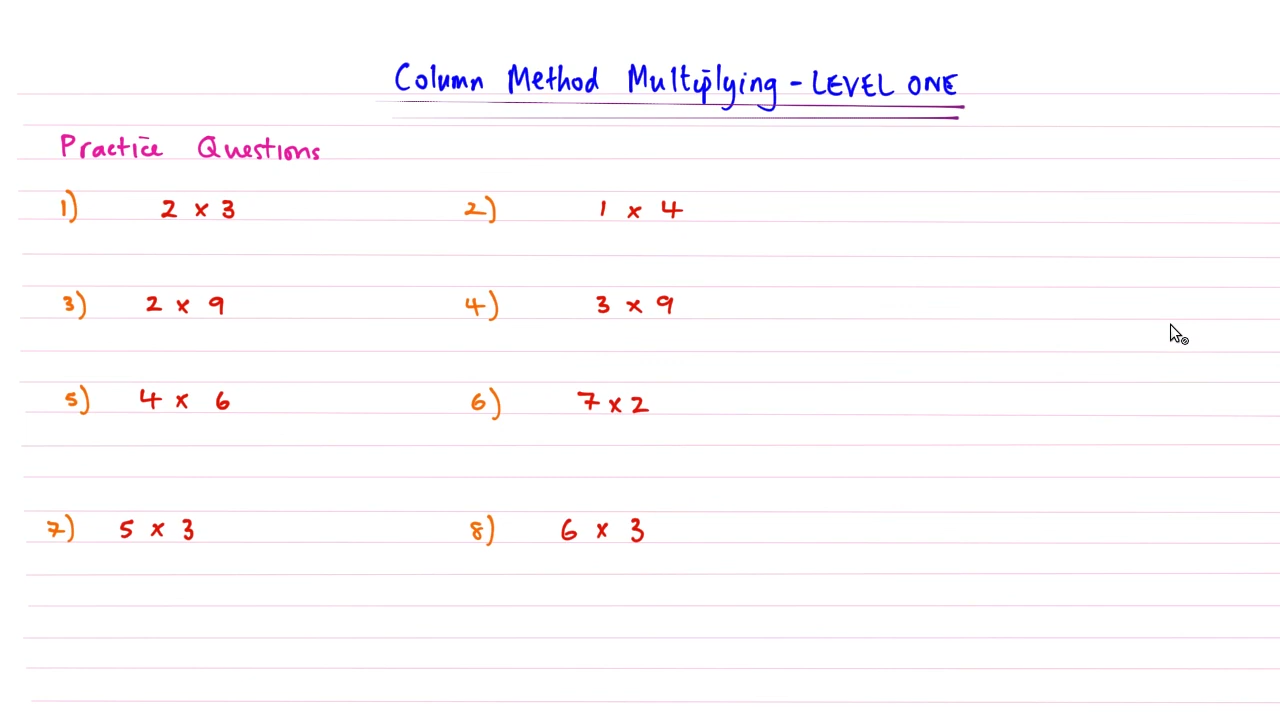 Column Method Multiplying - LEVEL ONE
Practice Questions
1) 2 x 3 2) 1 x 4
3) 2 x 9 4) 3 x 9
5) 4 x 6 6) 7 x 2
7) 5 x 3 8) 6 x 3